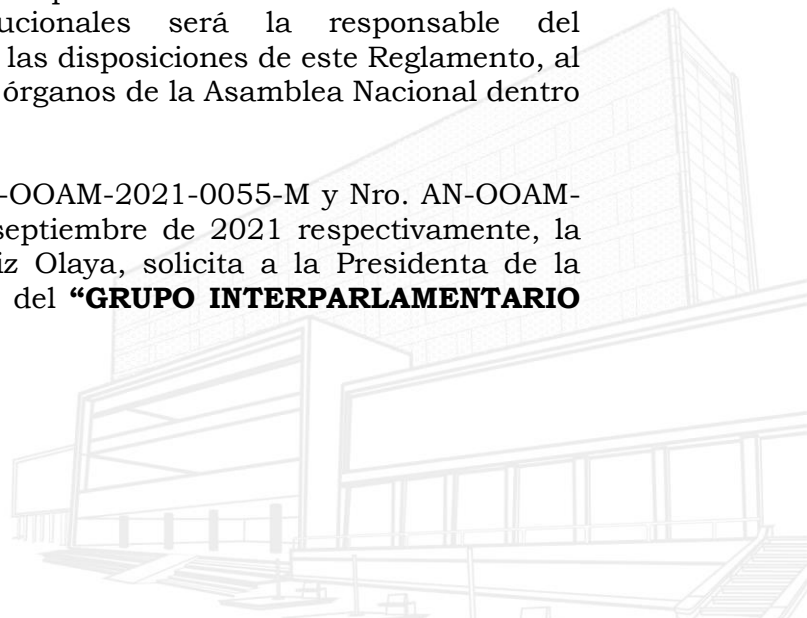 ucionales será la responsable del
las disposiciones de este Reglamento, al
órganos de la Asamblea Nacional dentro
-OOAM-2021-0055-M y Nro. AN-OOAM-
septiembre de 2021 respectivamente, la
iz Olaya, solicita a la Presidenta de la
del “GRUPO INTERPARLAMENTARIO